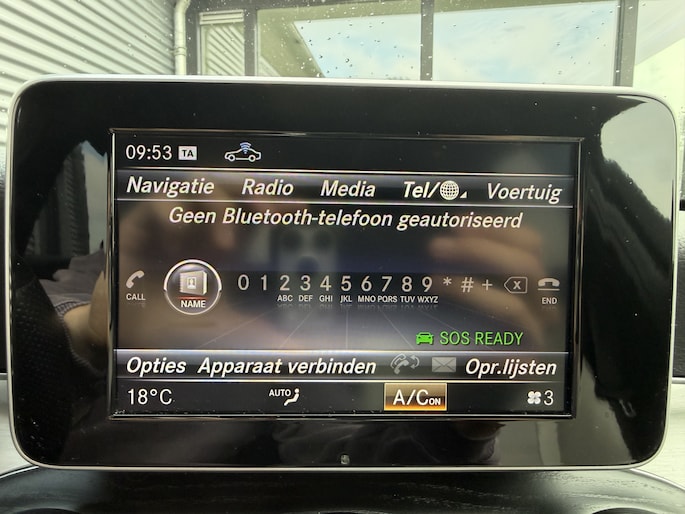 09:53 TA
Navigatie Radio Media Tel/ Voertuig
Geen Bluetooth-telefoon geautoriseerd
CALL NAME 0 1 2 3 4 5 6 7 8 9 * # + END
ABC DEF GHI JKL MNO PQRS TUV WXYZ
SOS READY
Opties Apparaat verbinden Opr.lijsten
18°C AUTO A/C ON 3